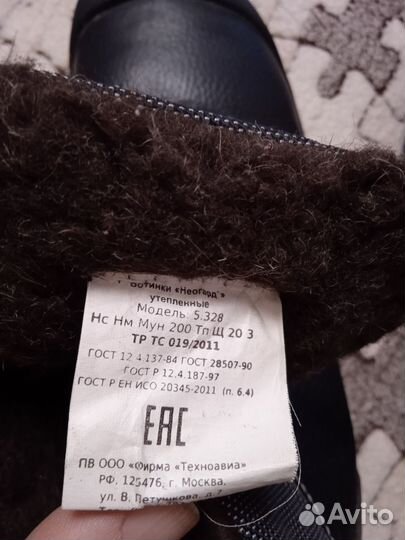 Ботинки «Неогард»
утепленные
Модель 5.328
Нс Нм Мун 200 Тп Щ 20 З
ТР ТС 019/2011
ГОСТ 12.4.137-84 ГОСТ 28507-90
ГОСТ Р 12.4.187-97
ГОСТ Р ЕН ИСО 20345-2011 (п. 6.4)
EAC
ПВ ООО «Фирма «Техноавиа»
РФ, 125476, г. Москва,
ул. В. Петушкова, д.7
Avito